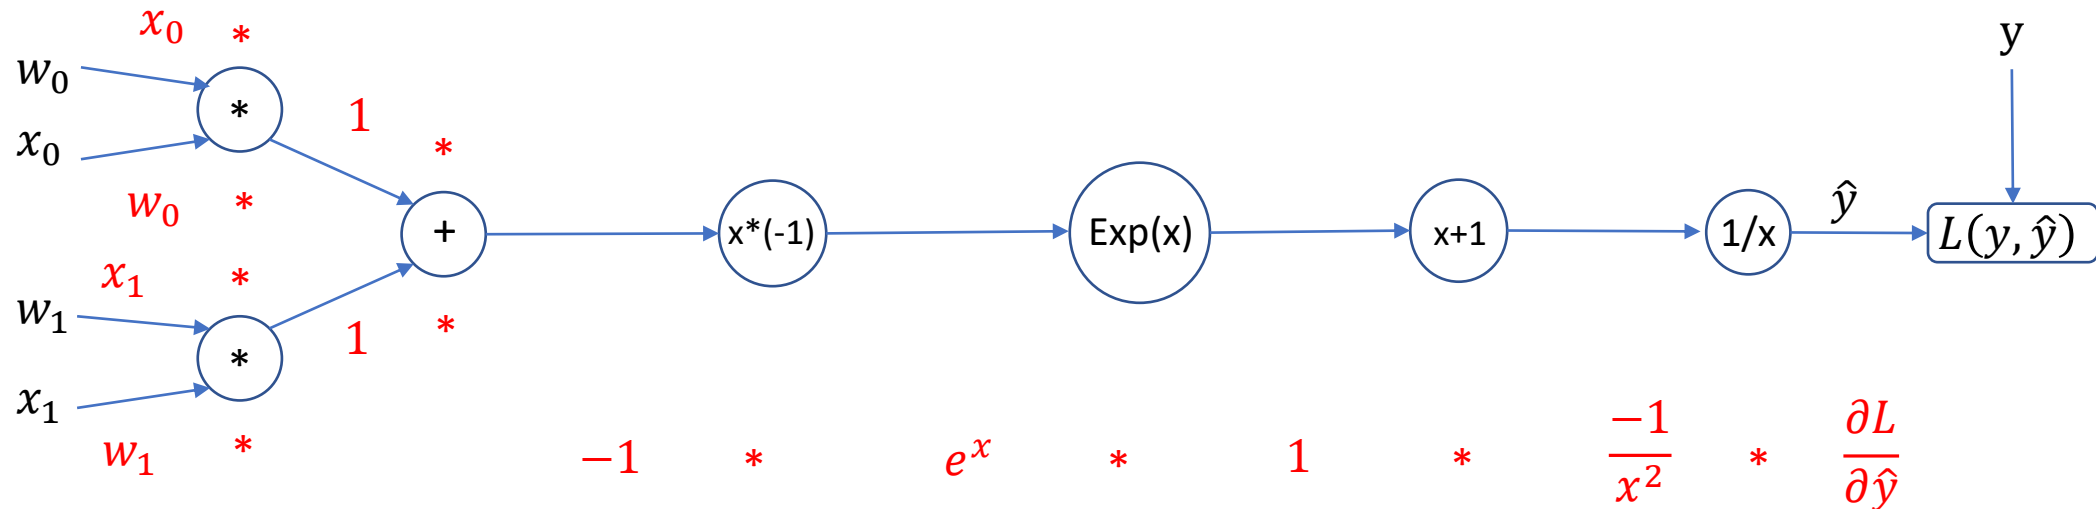 x₀ *
y
w₀
*
1
x₀
*
w₀ *
+
x*(-1)
Exp(x)
x+1
1/x
ŷ
L(y, ŷ)
x₁ *
w₁
1 *
*
x₁
w₁ *
−1 * eˣ * 1 * −1/x² * ∂L/∂ŷ